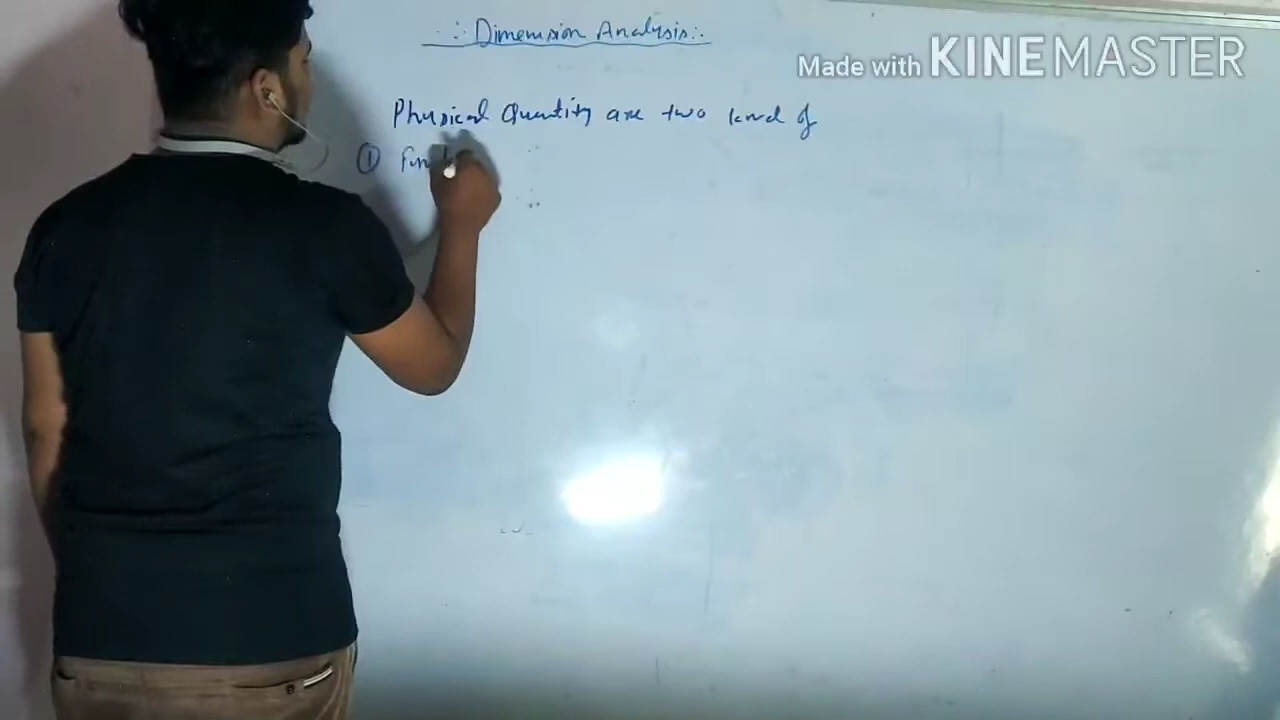 ∴ Dimension Analysis ∴
Made with KINEMASTER
Physical Quantity are two kind of
① Fun